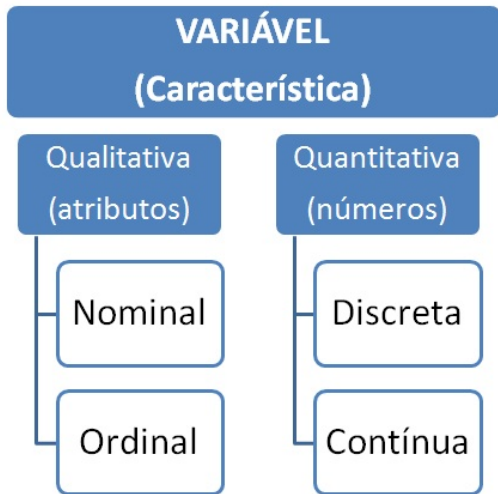 VARIÁVEL
(Característica)
Qualitativa
(atributos)
Nominal
Ordinal
Quantitativa
(números)
Discreta
Contínua